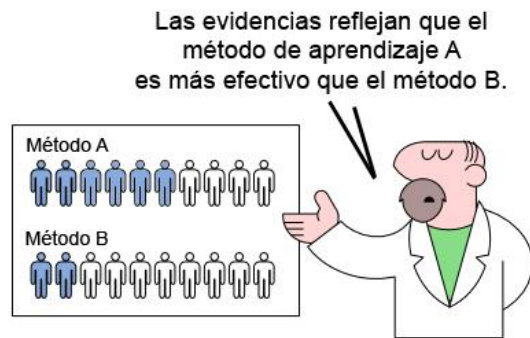 Las evidencias reflejan que el
método de aprendizaje A
es más efectivo que el método B.
Método A
Método B